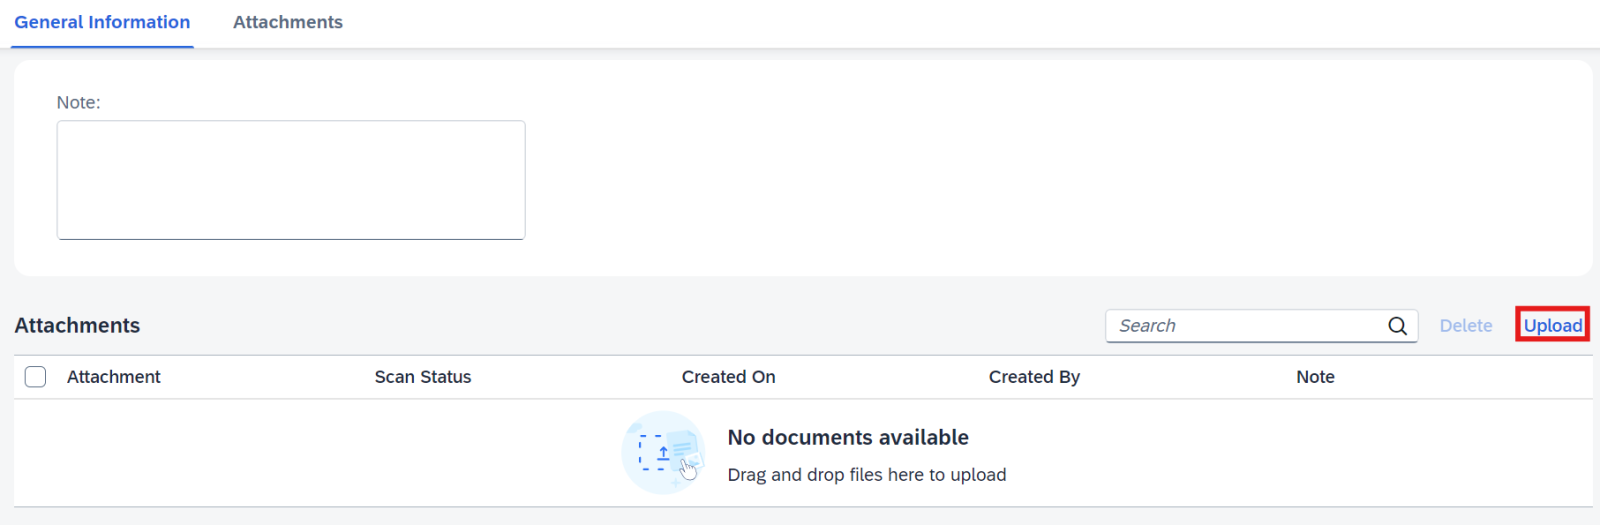 General Information Attachments
Note:
Attachments Search Delete Upload
Attachment Scan Status Created On Created By Note
No documents available
Drag and drop files here to upload